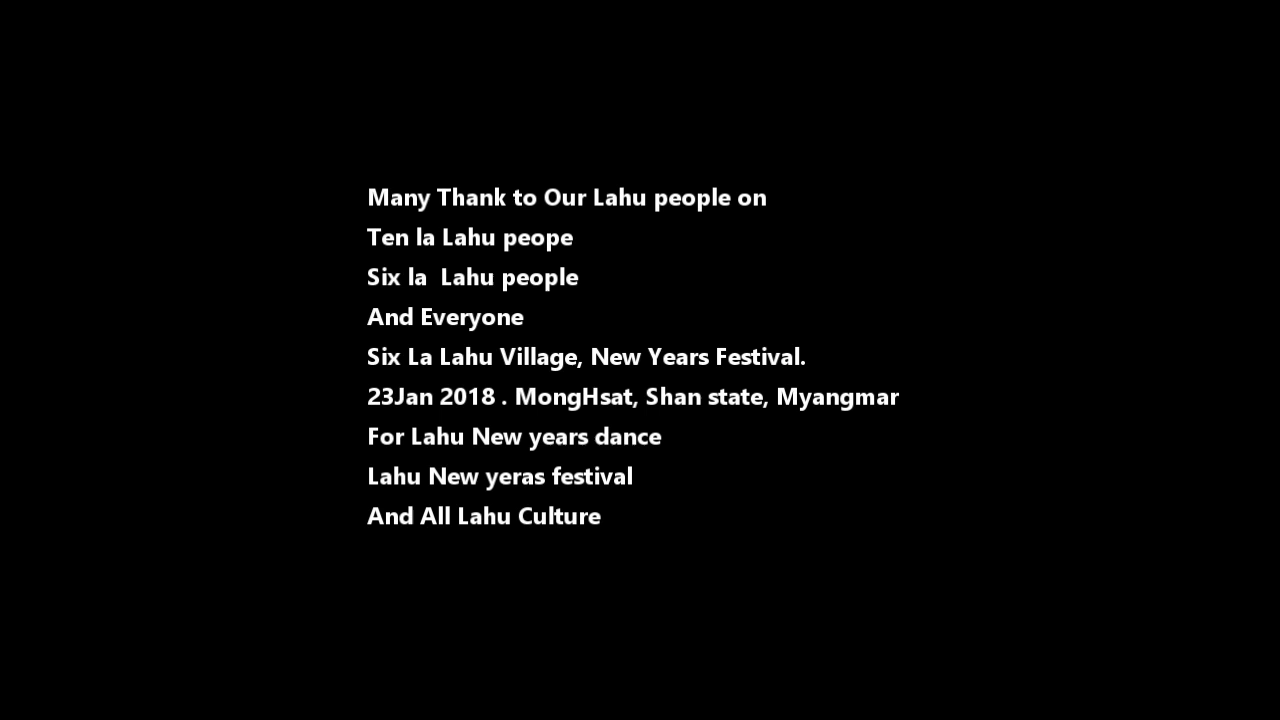 Many Thank to Our Lahu people on
Ten la Lahu peope
Six la  Lahu people
And Everyone
Six La Lahu Village, New Years Festival.
23Jan 2018 . MongHsat, Shan state, Myangmar
For Lahu New years dance
Lahu New yeras festival
And All Lahu Culture